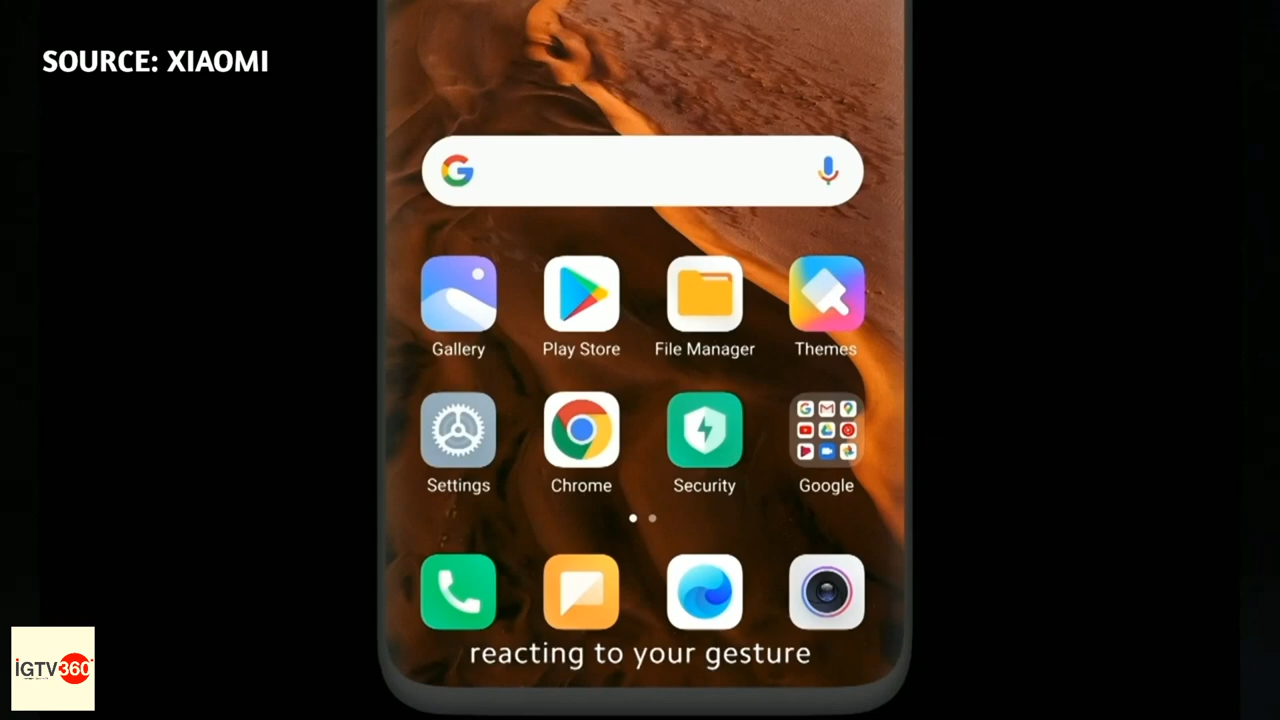 SOURCE: XIAOMI
Gallery
Play Store
File Manager
Themes
Settings
Chrome
Security
Google
reacting to your gesture
iGTV360